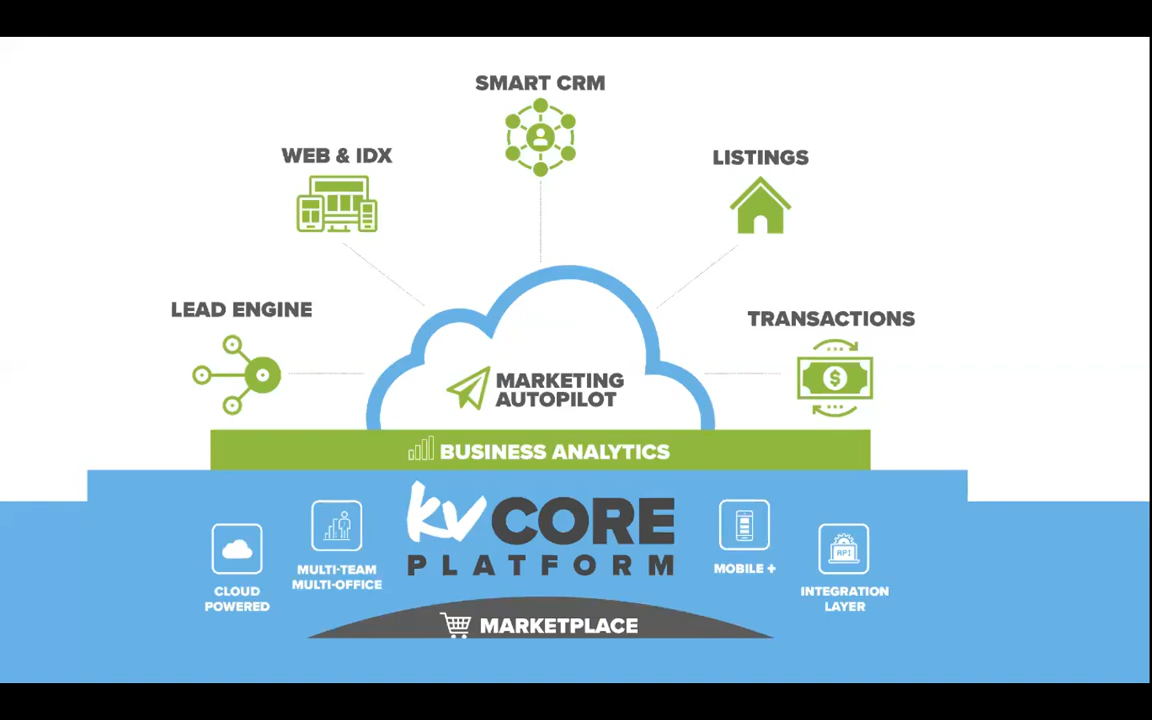 SMART CRM
WEB & IDX
LISTINGS
LEAD ENGINE
TRANSACTIONS
$
MARKETING
AUTOPILOT
BUSINESS ANALYTICS
kv CORE
PLATFORM
CLOUD
POWERED
MULTI-TEAM
MULTI-OFFICE
MOBILE +
API
INTEGRATION
LAYER
MARKETPLACE